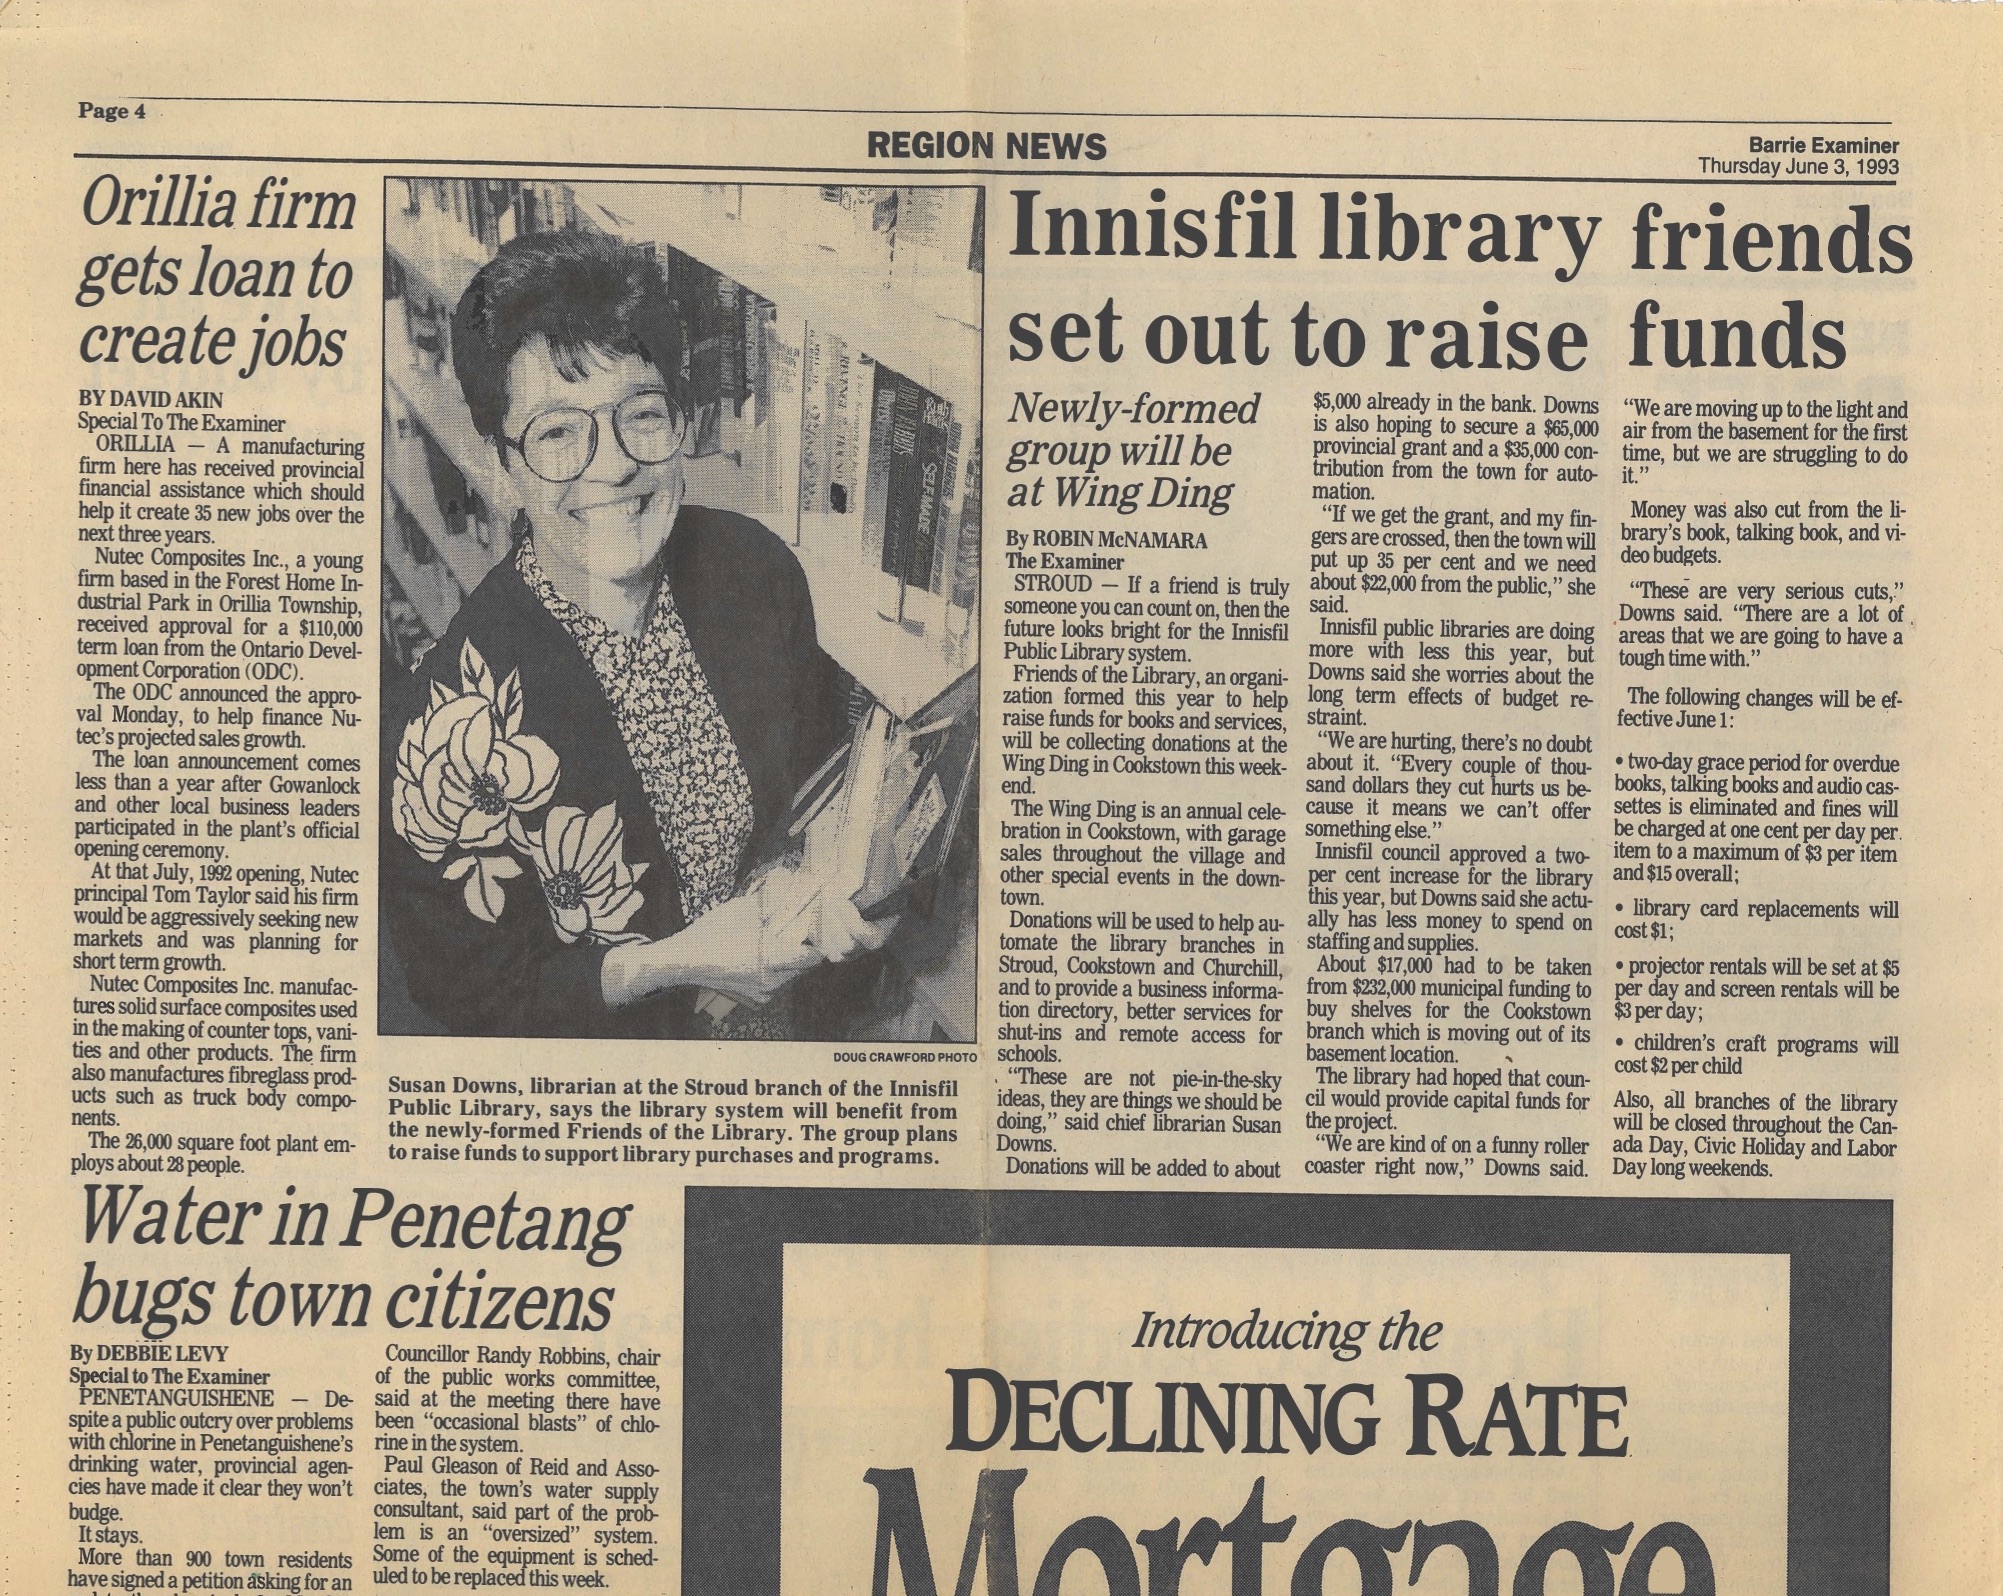 Page 4
REGION NEWS
Barrie Examiner
Thursday June 3, 1993
Orillia firm
gets loan to
create jobs
BY DAVID AKIN
Special To The Examiner
ORILLIA — A manufacturing
firm here has received provincial
financial assistance which should
help it create 35 new jobs over the
next three years.
Nutec Composites Inc., a young
firm based in the Forest Home In-
dustrial Park in Orillia Township,
received approval for a $110,000
term loan from the Ontario Devel-
opment Corporation (ODC).
The ODC announced the appro-
val Monday, to help finance Nu-
tec's projected sales growth.
The loan announcement comes
less than a year after Gowanlock
and other local business leaders
participated in the plant's official
opening ceremony.
At that July, 1992 opening, Nutec
principal Tom Taylor said his firm
would be aggressively seeking new
markets and was planning for
short term growth.
Nutec Composites Inc. manufac-
tures solid surface composites used
in the making of counter tops, vani-
ties and other products. The firm
also manufactures fibreglass prod-
ucts such as truck body compo-
nents.
The 26,000 square foot plant em-
ploys about 28 people.
DOUG CRAWFORD PHOTO
Susan Downs, librarian at the Stroud branch of the Innisfil
Public Library, says the library system will benefit from
the newly-formed Friends of the Library. The group plans
to raise funds to support library purchases and programs.
Innisfil library friends
set out to raise funds
Newly-formed
group will be
at Wing Ding
By ROBIN McNAMARA
The Examiner
STROUD — If a friend is truly
someone you can count on, then the
future looks bright for the Innisfil
Public Library system.
Friends of the Library, an organi-
zation formed this year to help
raise funds for books and services,
will be collecting donations at the
Wing Ding in Cookstown this week-
end.
The Wing Ding is an annual cele-
bration in Cookstown, with garage
sales throughout the village and
other special events in the down-
town.
Donations will be used to help au-
tomate the library branches in
Stroud, Cookstown and Churchill,
and to provide a business informa-
tion directory, better services for
shut-ins and remote access for
schools.
"These are not pie-in-the-sky
ideas, they are things we should be
doing," said chief librarian Susan
Downs.
Donations will be added to about
$5,000 already in the bank. Downs
is also hoping to secure a $65,000
provincial grant and a $35,000 con-
tribution from the town for auto-
mation.
"If we get the grant, and my fin-
gers are crossed, then the town will
put up 35 per cent and we need
about $22,000 from the public," she
said.
Innisfil public libraries are doing
more with less this year, but
Downs said she worries about the
long term effects of budget re-
straint.
"We are hurting, there's no doubt
about it. "Every couple of thou-
sand dollars they cut hurts us be-
cause it means we can't offer
something else."
Innisfil council approved a two-
per cent increase for the library
this year, but Downs said she actu-
ally has less money to spend on
staffing and supplies.
About $17,000 had to be taken
from $232,000 municipal funding to
buy shelves for the Cookstown
branch which is moving out of its
basement location.
The library had hoped that coun-
cil would provide capital funds for
the project.
"We are kind of on a funny roller
coaster right now," Downs said.
"We are moving up to the light and
air from the basement for the first
time, but we are struggling to do
it."
Money was also cut from the li-
brary's book, talking book, and vi-
deo budgets.
"These are very serious cuts,"
Downs said. "There are a lot of
areas that we are going to have a
tough time with."
The following changes will be ef-
fective June 1:
• two-day grace period for overdue
books, talking books and audio cas-
settes is eliminated and fines will
be charged at one cent per day per
item to a maximum of $3 per item
and $15 overall;
• library card replacements will
cost $1;
• projector rentals will be set at $5
per day and screen rentals will be
$3 per day;
• children's craft programs will
cost $2 per child
Also, all branches of the library
will be closed throughout the Can-
ada Day, Civic Holiday and Labor
Day long weekends.
Water in Penetang
bugs town citizens
By DEBBIE LEVY
Special to The Examiner
PENETANGUISHENE — De-
spite a public outcry over problems
with chlorine in Penetanguishene's
drinking water, provincial agen-
cies have made it clear they won't
budge.
It stays.
More than 900 town residents
have signed a petition asking for an
Councillor Randy Robbins, chair
of the public works committee,
said at the meeting there have
been "occasional blasts" of chlo-
rine in the system.
Paul Gleason of Reid and Asso-
ciates, the town's water supply
consultant, said part of the prob-
lem is an "oversized" system.
Some of the equipment is sched-
uled to be replaced this week.
Introducing the
DECLINING RATE
Mortgage